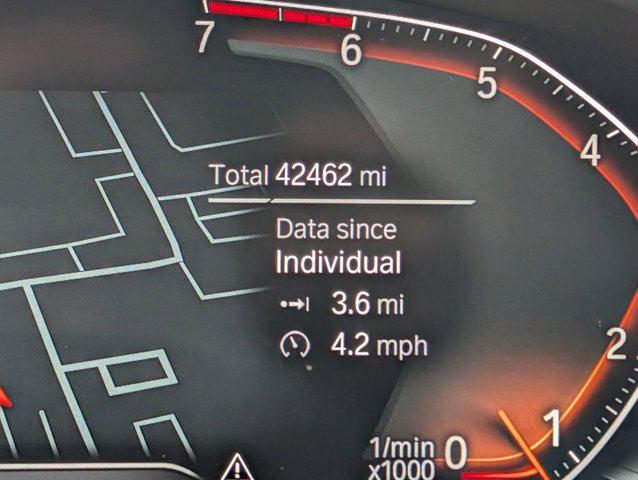 7
6
5
4
Total 42462 mi
Data since
Individual
3.6 mi
4.2 mph
2
1
1/min 0
x1000